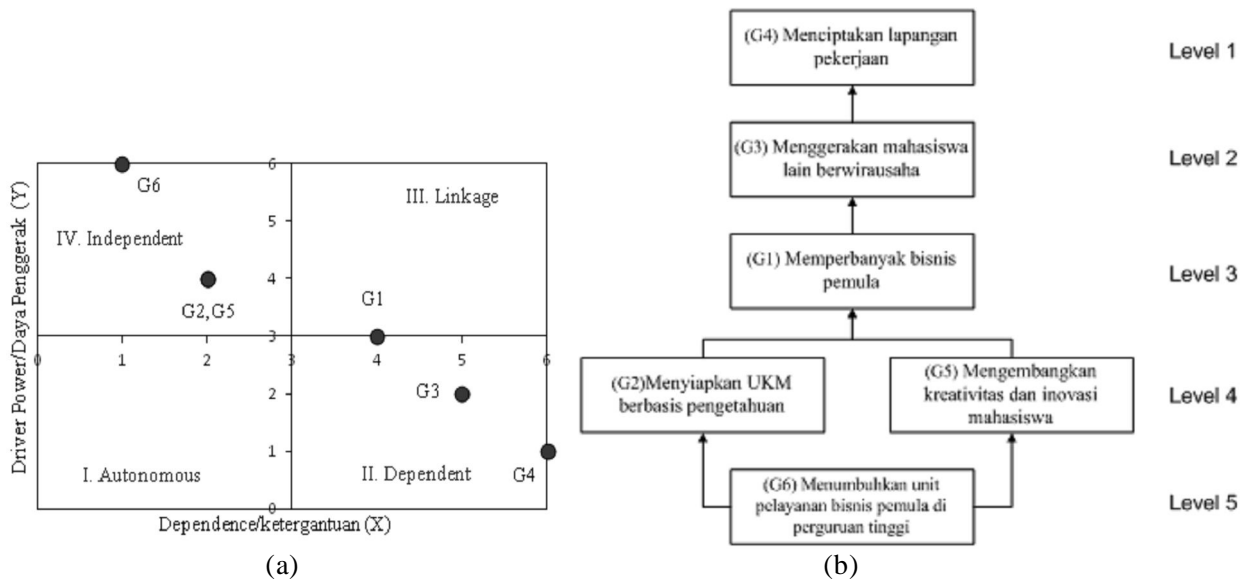 Driver Power/Daya Penggerak (Y)
6
G6
5
III. Linkage
IV. Independent
4
G2,G5
G1
3
0
1
2
3
4
5
6
2
G3
1
I. Autonomous
II. Dependent
G4
0
Dependence/ketergantuan (X)
(a)
(G4) Menciptakan lapangan
pekerjaan
Level 1
(G3) Menggerakan mahasiswa
lain berwirausaha
Level 2
(G1) Memperbanyak bisnis
pemula
Level 3
(G2)Menyiapkan UKM
berbasis pengetahuan
(G5) Mengembangkan
kreativitas dan inovasi
mahasiswa
Level 4
(G6) Menumbuhkan unit
pelayanan bisnis pemula di
perguruan tinggi
Level 5
(b)